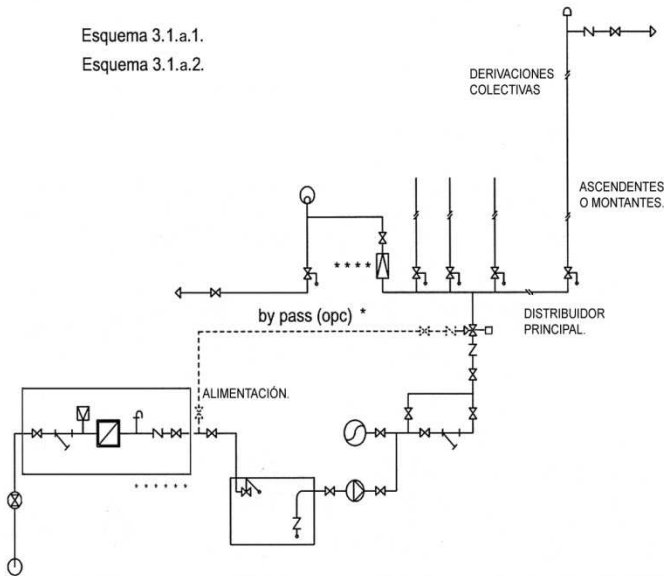 Esquema 3.1.a.1.
Esquema 3.1.a.2.
DERIVACIONES
COLECTIVAS
ASCENDENTES
O MONTANTES.
* * * *
by pass (opc) *
DISTRIBUIDOR
PRINCIPAL.
ALIMENTACIÓN.
* * * * * *